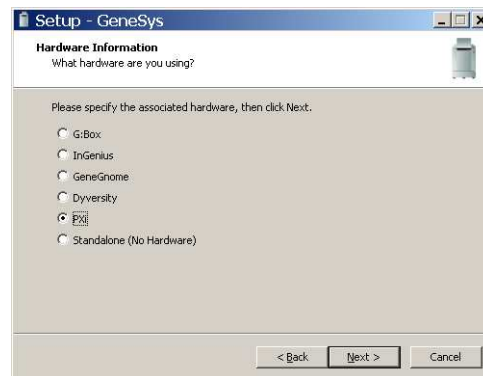 Setup - GeneSys
Hardware Information
What hardware are you using?
Please specify the associated hardware, then click Next.
G:Box
InGenius
GeneGnome
Dyversity
PXi
Standalone (No Hardware)
< Back Next > Cancel